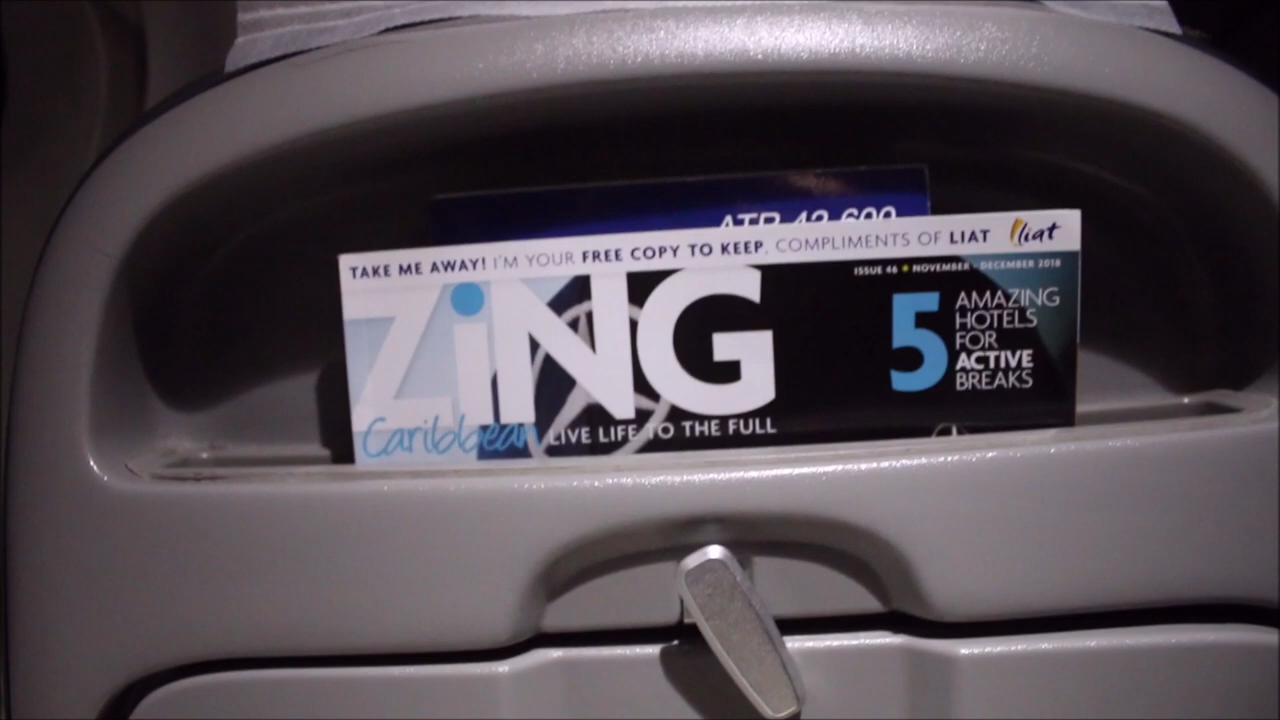 ATR 42-600
TAKE ME AWAY! I'M YOUR FREE COPY TO KEEP, COMPLIMENTS OF LIAT
liat
ISSUE 46 • NOVEMBER - DECEMBER 2018
ZiNG
Caribbean LIVE LIFE TO THE FULL
5 AMAZING
HOTELS
FOR
ACTIVE
BREAKS